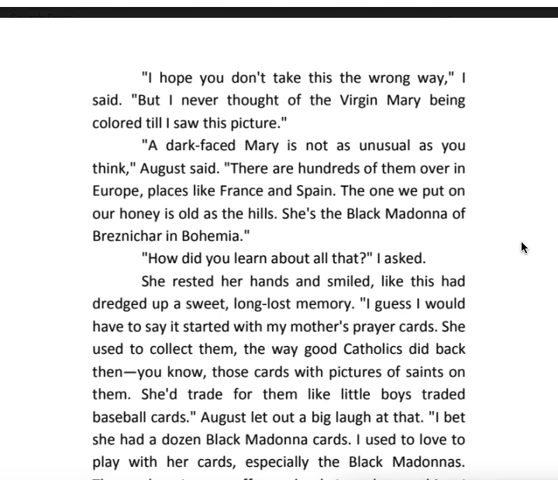 "I hope you don't take this the wrong way," I
said. "But I never thought of the Virgin Mary being
colored till I saw this picture."
"A dark-faced Mary is not as unusual as you
think," August said. "There are hundreds of them over in
Europe, places like France and Spain. The one we put on
our honey is old as the hills. She's the Black Madonna of
Breznichar in Bohemia."
"How did you learn about all that?" I asked.
She rested her hands and smiled, like this had
dredged up a sweet, long-lost memory. "I guess I would
have to say it started with my mother's prayer cards. She
used to collect them, the way good Catholics did back
then—you know, those cards with pictures of saints on
them. She'd trade for them like little boys traded
baseball cards." August let out a big laugh at that. "I bet
she had a dozen Black Madonna cards. I used to love to
play with her cards, especially the Black Madonnas.